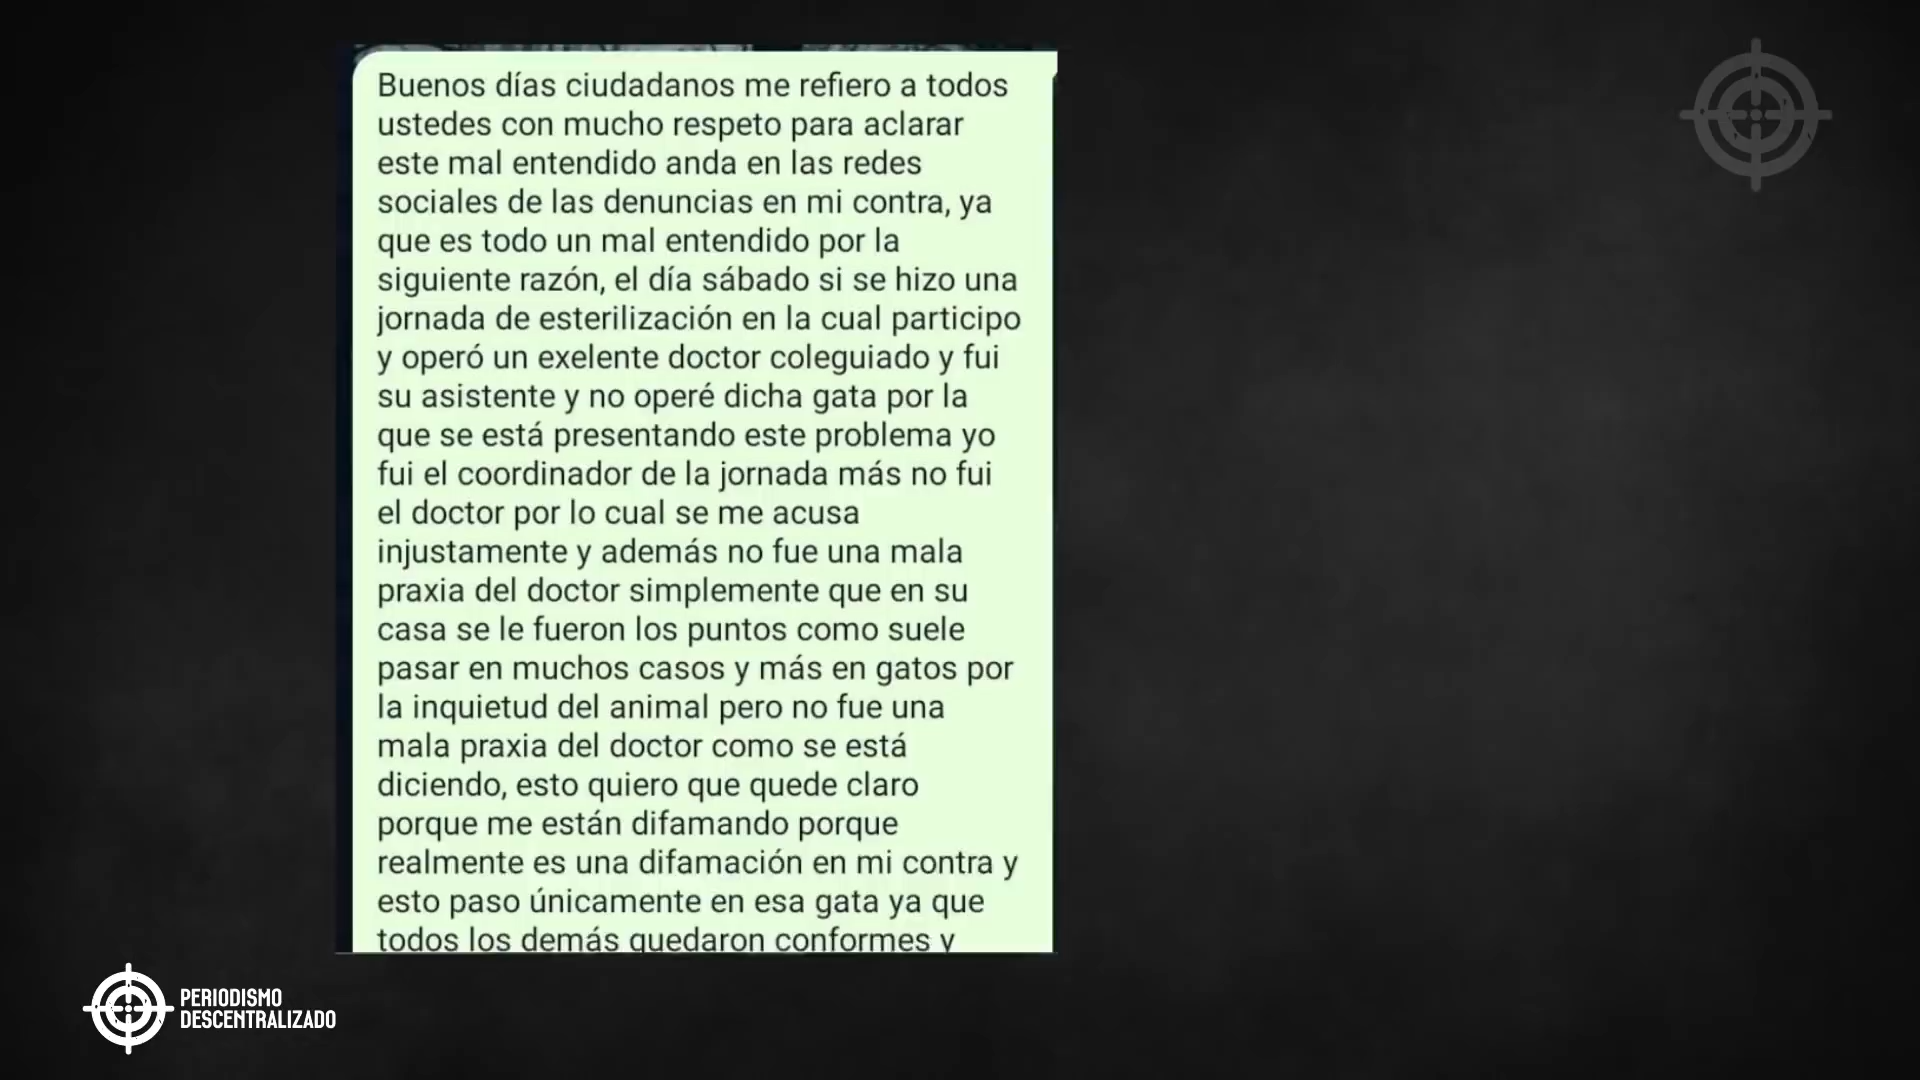 Buenos días ciudadanos me refiero a todos
ustedes con mucho respeto para aclarar
este mal entendido anda en las redes
sociales de las denuncias en mi contra, ya
que es todo un mal entendido por la
siguiente razón, el día sábado si se hizo una
jornada de esterilización en la cual participo
y operó un exelente doctor coleguiado y fui
su asistente y no operé dicha gata por la
que se está presentando este problema yo
fui el coordinador de la jornada más no fui
el doctor por lo cual se me acusa
injustamente y además no fue una mala
praxia del doctor simplemente que en su
casa se le fueron los puntos como suele
pasar en muchos casos y más en gatos por
la inquietud del animal pero no fue una
mala praxia del doctor como se está
diciendo, esto quiero que quede claro
porque me están difamando porque
realmente es una difamación en mi contra y
esto paso únicamente en esa gata ya que
todos los demás quedaron conformes y
PERIODISMO
DESCENTRALIZADO